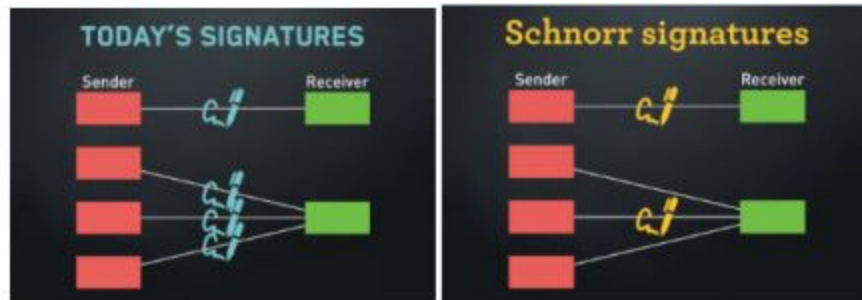 TODAY'S SIGNATURES
Sender Receiver
Schnorr signatures
Sender Receiver